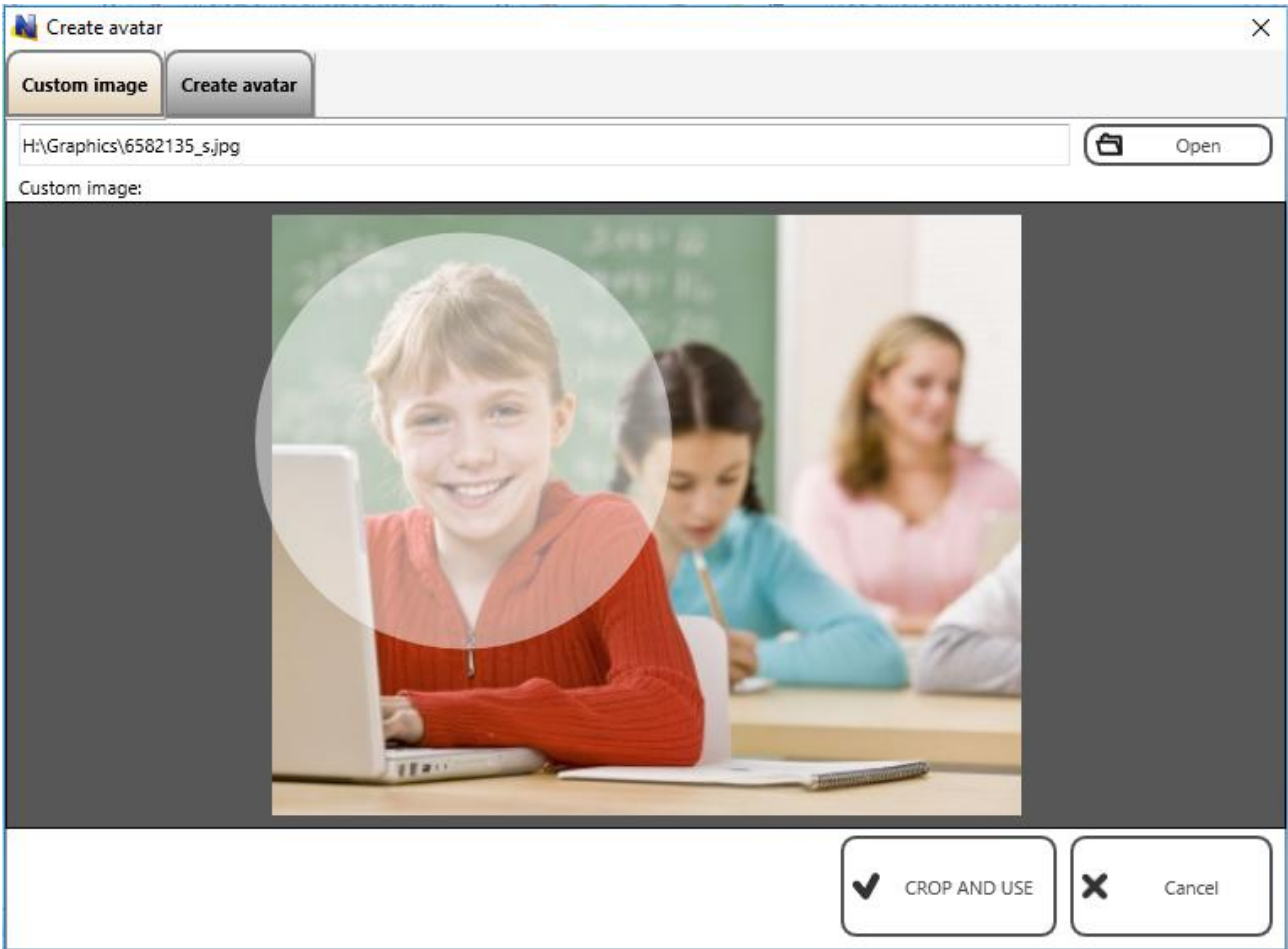 Create avatar
Custom image
Create avatar
H:\Graphics\6582135_s.jpg
Open
Custom image:
CROP AND USE
Cancel